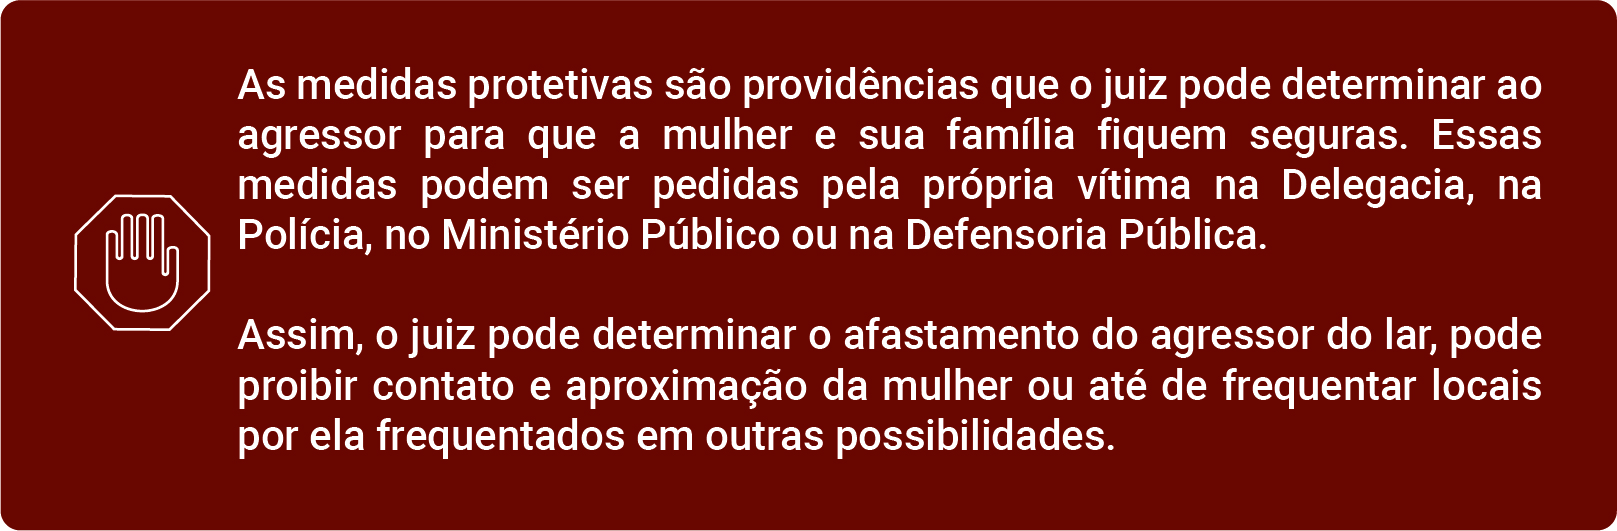 As medidas protetivas são providências que o juiz pode determinar ao
agressor para que a mulher e sua família fiquem seguras. Essas
medidas podem ser pedidas pela própria vítima na Delegacia, na
Polícia, no Ministério Público ou na Defensoria Pública.
Assim, o juiz pode determinar o afastamento do agressor do lar, pode
proibir contato e aproximação da mulher ou até de frequentar locais
por ela frequentados em outras possibilidades.